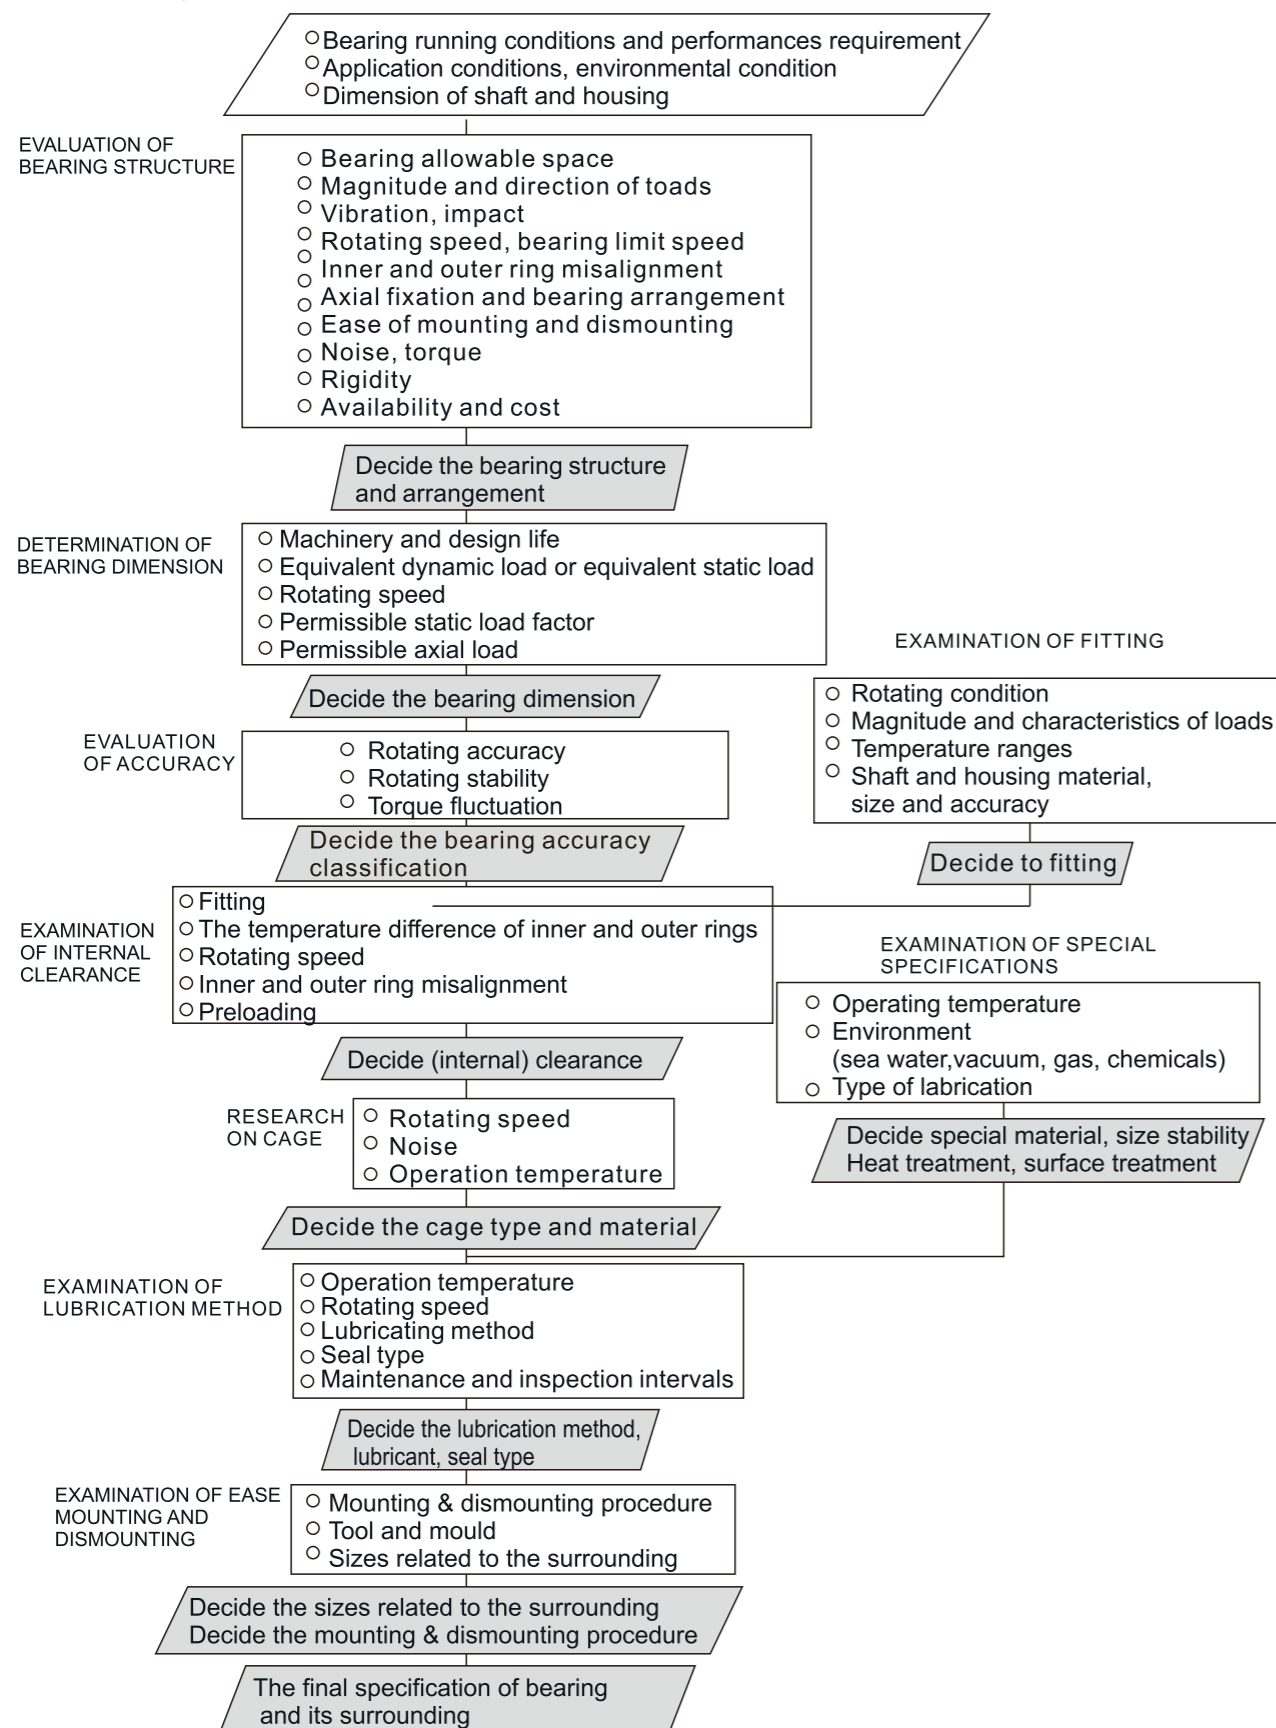 Bearing running conditions and performances requirement
Application conditions, environmental condition
Dimension of shaft and housing
EVALUATION OF
BEARING STRUCTURE
Bearing allowable space
Magnitude and direction of toads
Vibration, impact
Rotating speed, bearing limit speed
Inner and outer ring misalignment
Axial fixation and bearing arrangement
Ease of mounting and dismounting
Noise, torque
Rigidity
Availability and cost
Decide the bearing structure
and arrangement
DETERMINATION OF
BEARING DIMENSION
Machinery and design life
Equivalent dynamic load or equivalent static load
Rotating speed
Permissible static load factor
Permissible axial load
Decide the bearing dimension
EVALUATION
OF ACCURACY
Rotating accuracy
Rotating stability
Torque fluctuation
Decide the bearing accuracy
classification
EXAMINATION OF FITTING
Rotating condition
Magnitude and characteristics of loads
Temperature ranges
Shaft and housing material,
size and accuracy
Decide to fitting
EXAMINATION
OF INTERNAL
CLEARANCE
Fitting
The temperature difference of inner and outer rings
Rotating speed
Inner and outer ring misalignment
Preloading
Decide (internal) clearance
EXAMINATION OF SPECIAL
SPECIFICATIONS
Operating temperature
Environment
(sea water,vacuum, gas, chemicals)
Type of labrication
Decide special material, size stability
Heat treatment, surface treatment
RESEARCH
ON CAGE
Rotating speed
Noise
Operation temperature
Decide the cage type and material
EXAMINATION OF
LUBRICATION METHOD
Operation temperature
Rotating speed
Lubricating method
Seal type
Maintenance and inspection intervals
Decide the lubrication method,
lubricant, seal type
EXAMINATION OF EASE
MOUNTING AND
DISMOUNTING
Mounting & dismounting procedure
Tool and mould
Sizes related to the surrounding
Decide the sizes related to the surrounding
Decide the mounting & dismounting procedure
The final specification of bearing
and its surrounding